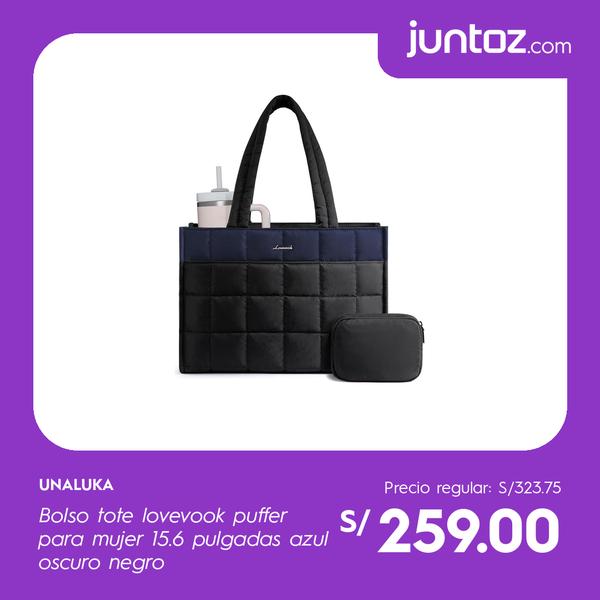 juntoz.com
Lovevook
UNALUKA
Bolso tote lovevook puffer
para mujer 15.6 pulgadas azul
oscuro negro
Precio regular: S/323.75
S/ 259.00